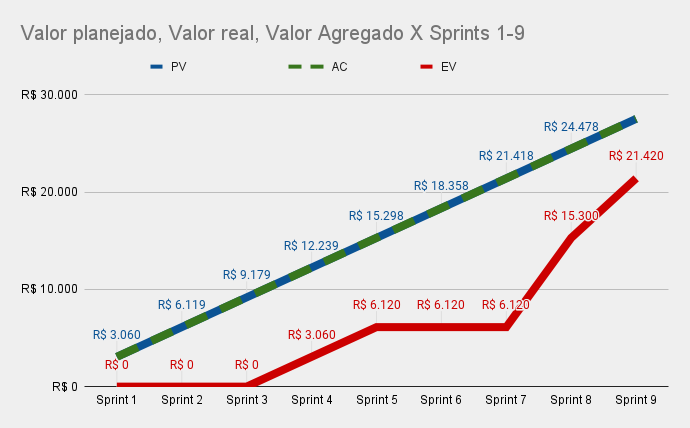 Valor planejado, Valor real, Valor Agregado X Sprints 1-9
PV AC EV
R$ 30.000
R$ 24.478
R$ 21.418 R$ 21.420
R$ 20.000
R$ 18.358
R$ 15.298 R$ 15.300
R$ 12.239
R$ 9.179
R$ 10.000
R$ 6.119 R$ 6.120 R$ 6.120 R$ 6.120
R$ 3.060 R$ 3.060
R$ 0 R$ 0 R$ 0
R$ 0
Sprint 1 Sprint 2 Sprint 3 Sprint 4 Sprint 5 Sprint 6 Sprint 7 Sprint 8 Sprint 9